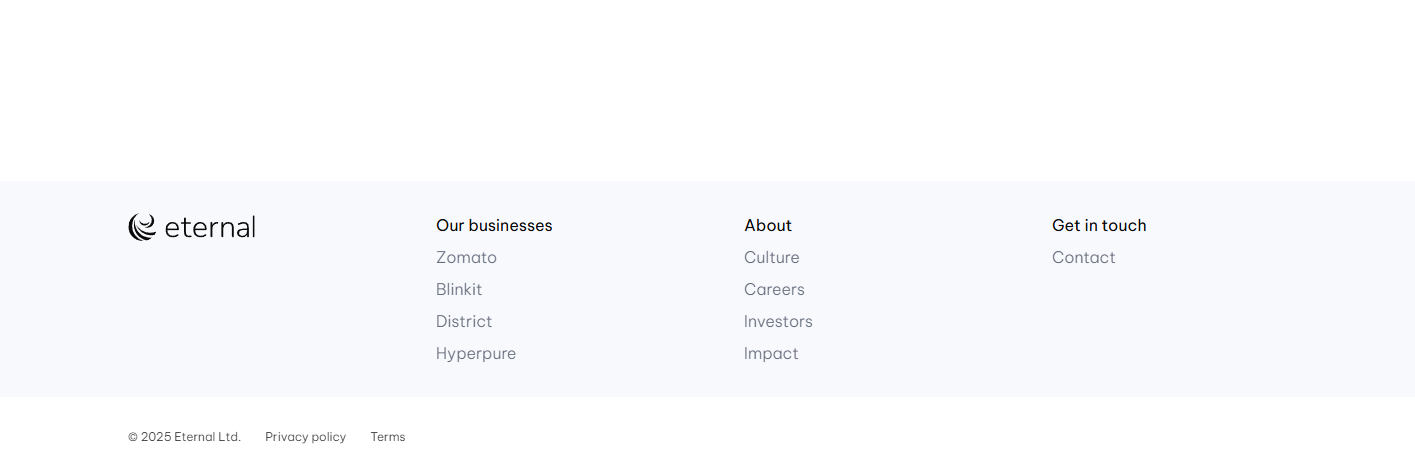 eternal
Our businesses
Zomato
Blinkit
District
Hyperpure
About
Culture
Careers
Investors
Impact
Get in touch
Contact
© 2025 Eternal Ltd. Privacy policy Terms